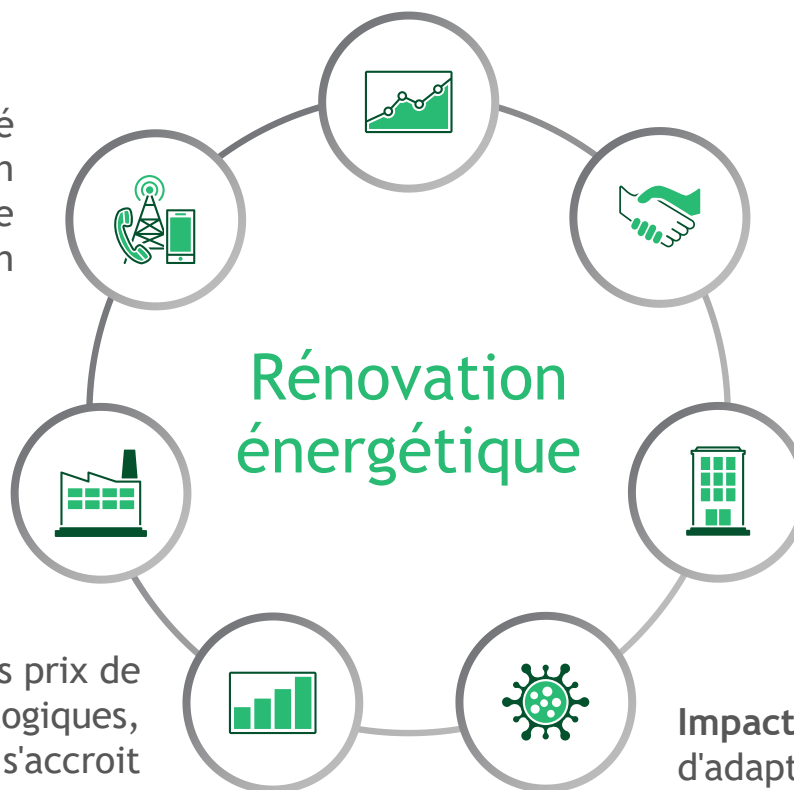 é
n
e
n
Rénovation
énergétique
s prix de
ogiques,
s'accroit
Impact
d'adapt